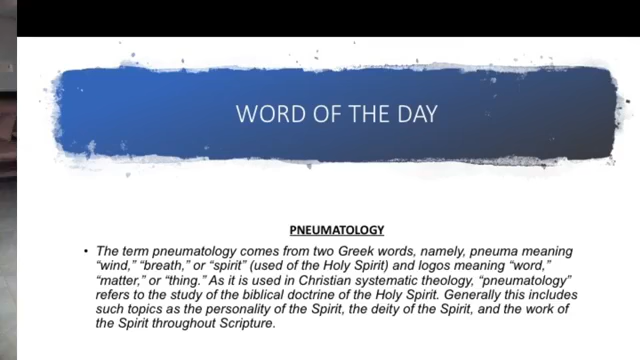 WORD OF THE DAY
PNEUMATOLOGY
• The term pneumatology comes from two Greek words, namely, pneuma meaning
“wind,” “breath,” or “spirit” (used of the Holy Spirit) and logos meaning “word,”
“matter,” or “thing.” As it is used in Christian systematic theology, “pneumatology”
refers to the study of the biblical doctrine of the Holy Spirit. Generally this includes
such topics as the personality of the Spirit, the deity of the Spirit, and the work of
the Spirit throughout Scripture.